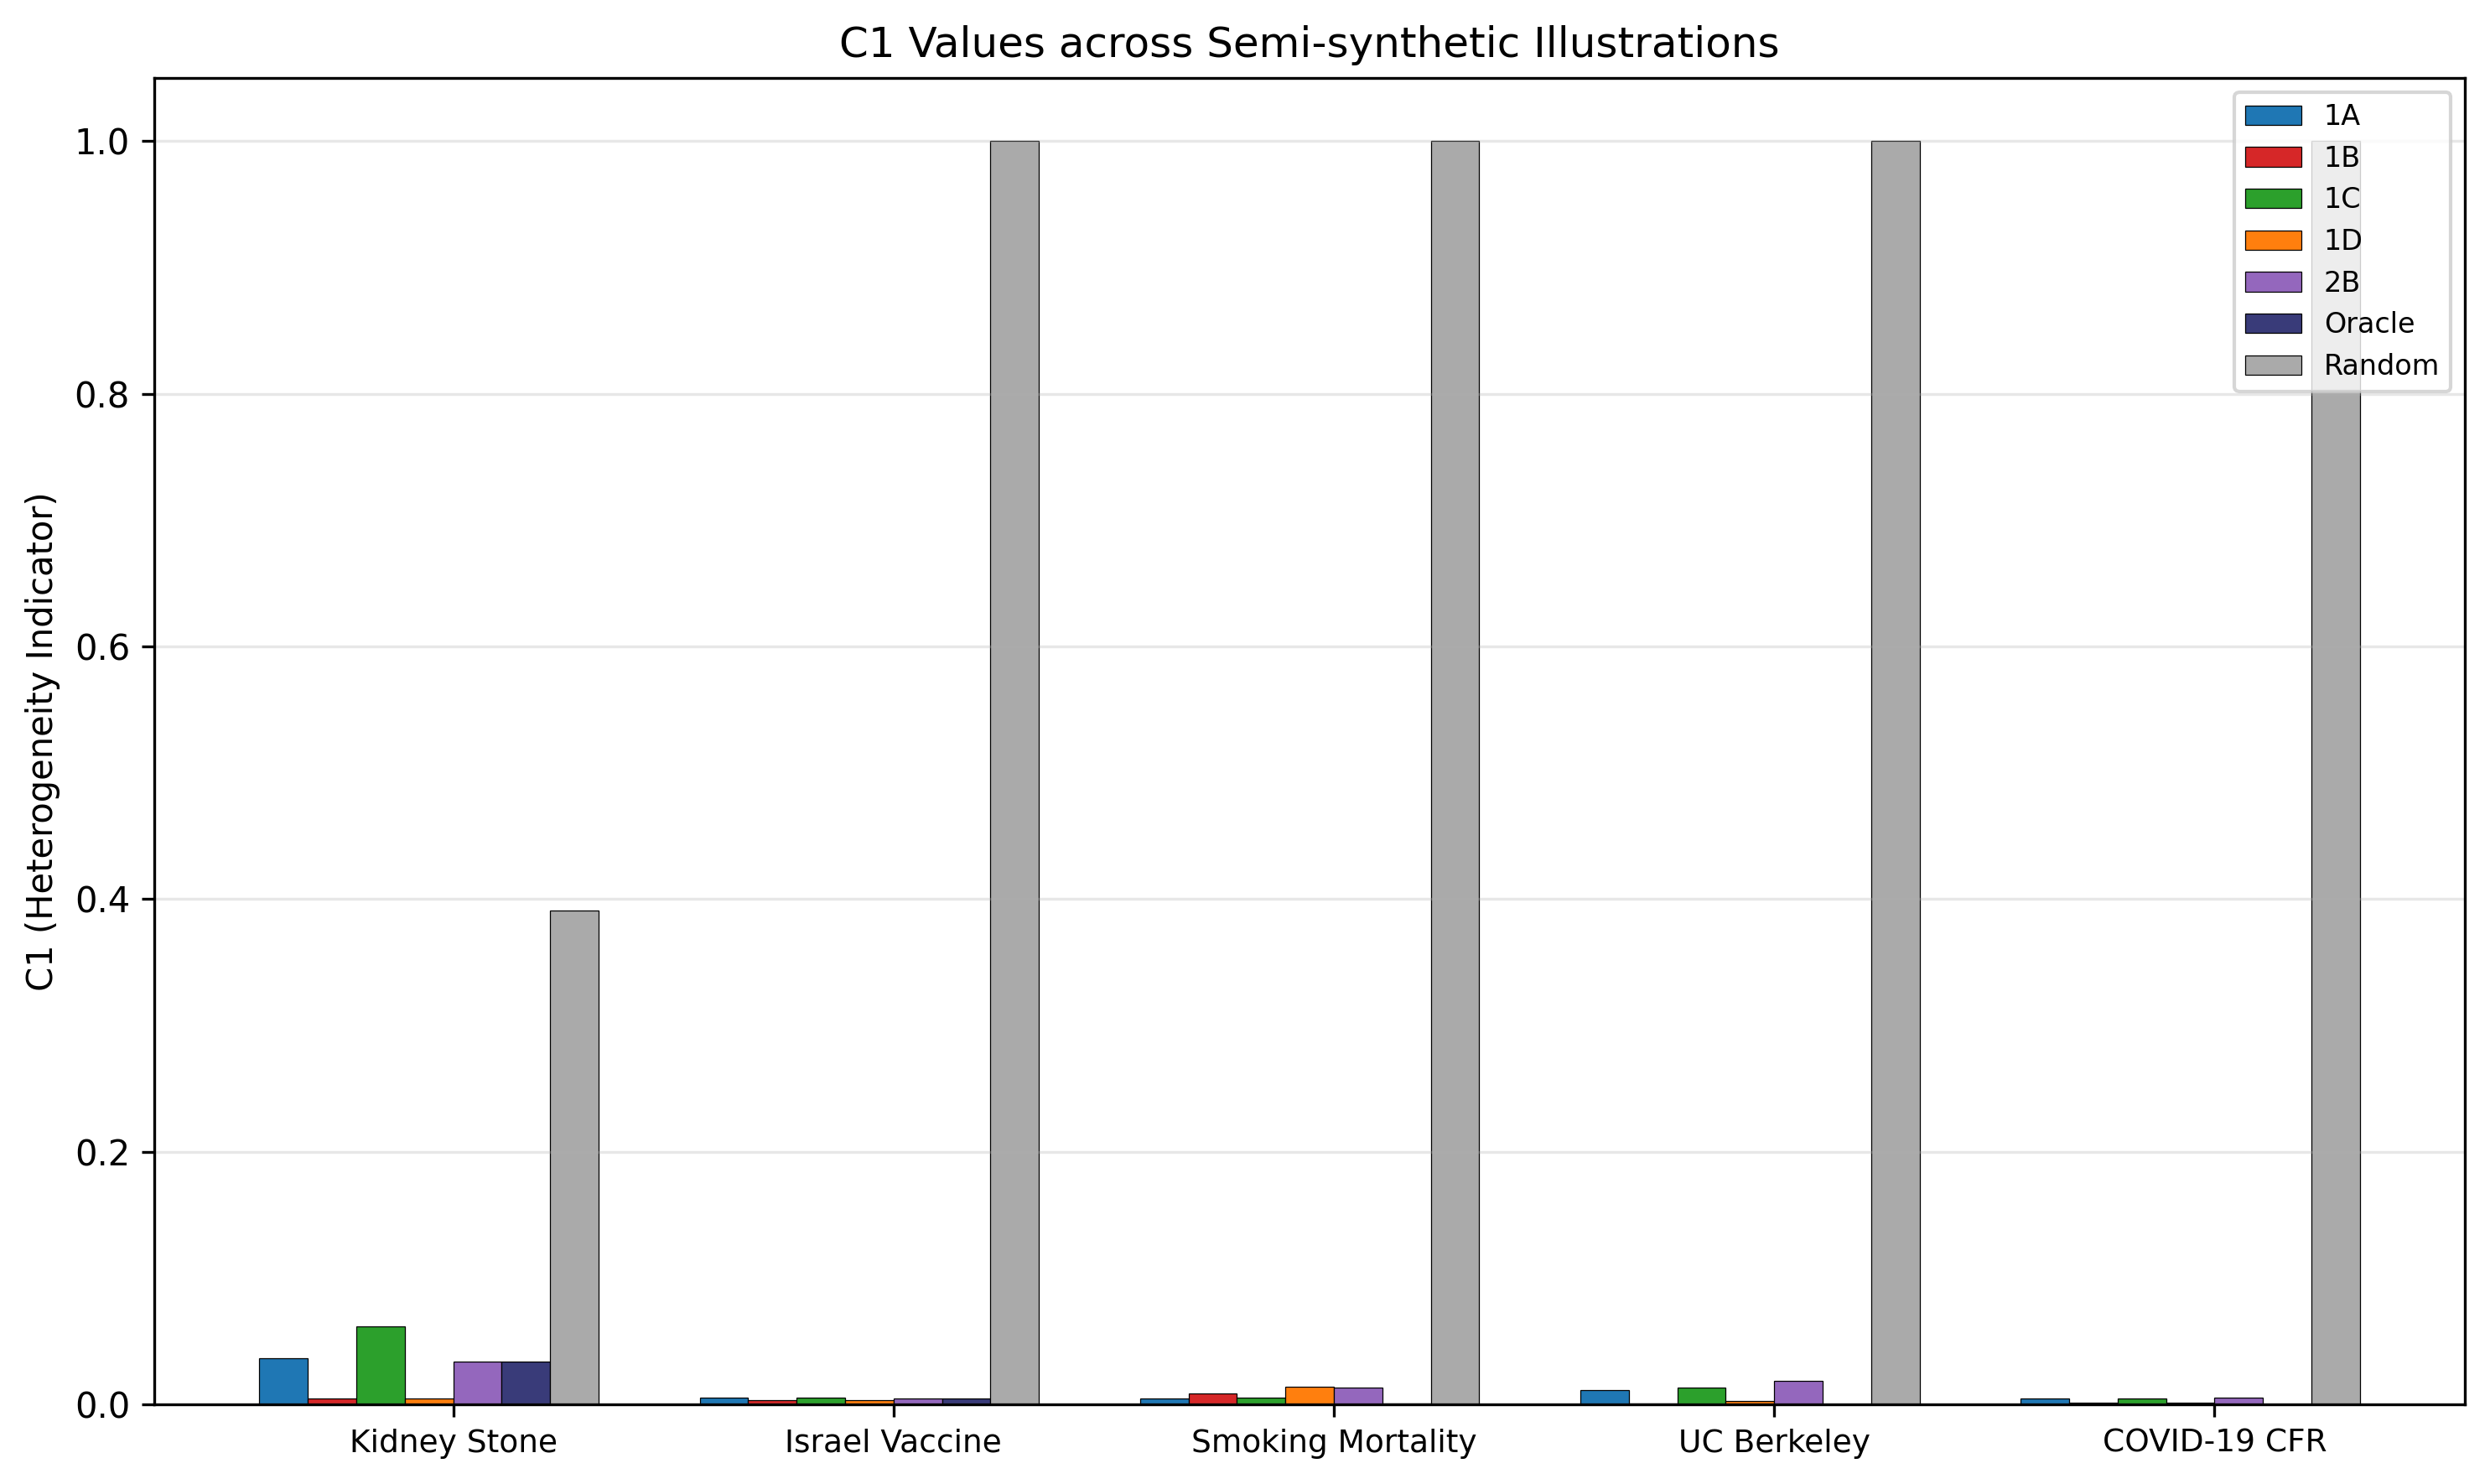 C1 Values across Semi-synthetic Illustrations
C1 (Heterogeneity Indicator)
1.0
0.8
0.6
0.4
0.2
0.0
1A
1B
1C
1D
2B
Oracle
Random
Kidney Stone
Israel Vaccine
Smoking Mortality
UC Berkeley
COVID-19 CFR